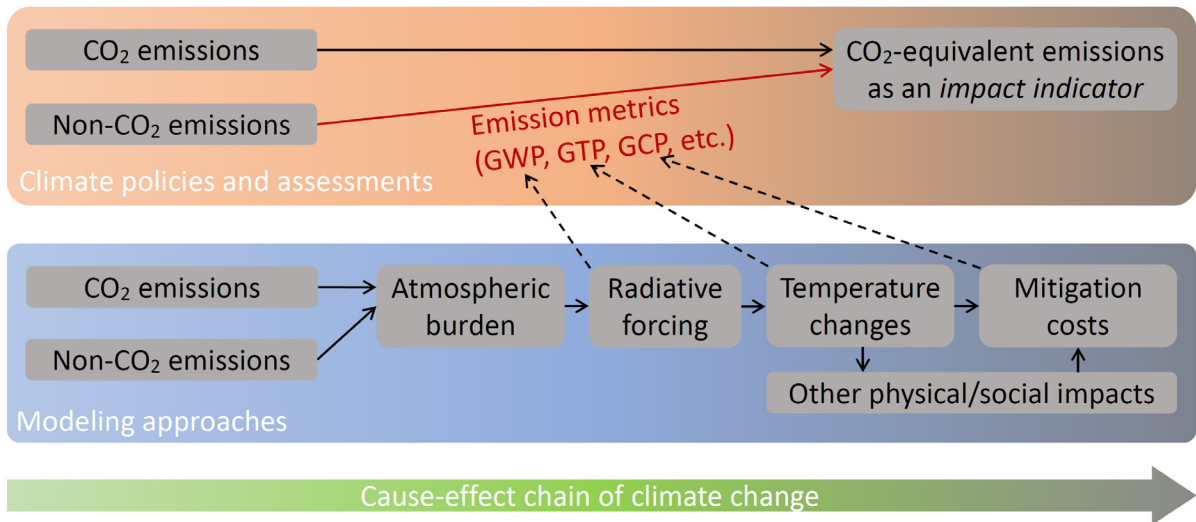 CO₂ emissions
CO₂-equivalent emissions
as an impact indicator
Non-CO₂ emissions
Emission metrics
(GWP, GTP, GCP, etc.)
Climate policies and assessments
CO₂ emissions
Atmospheric
burden
Radiative
forcing
Temperature
changes
Mitigation
costs
Non-CO₂ emissions
Other physical/social impacts
Modeling approaches
Cause-effect chain of climate change